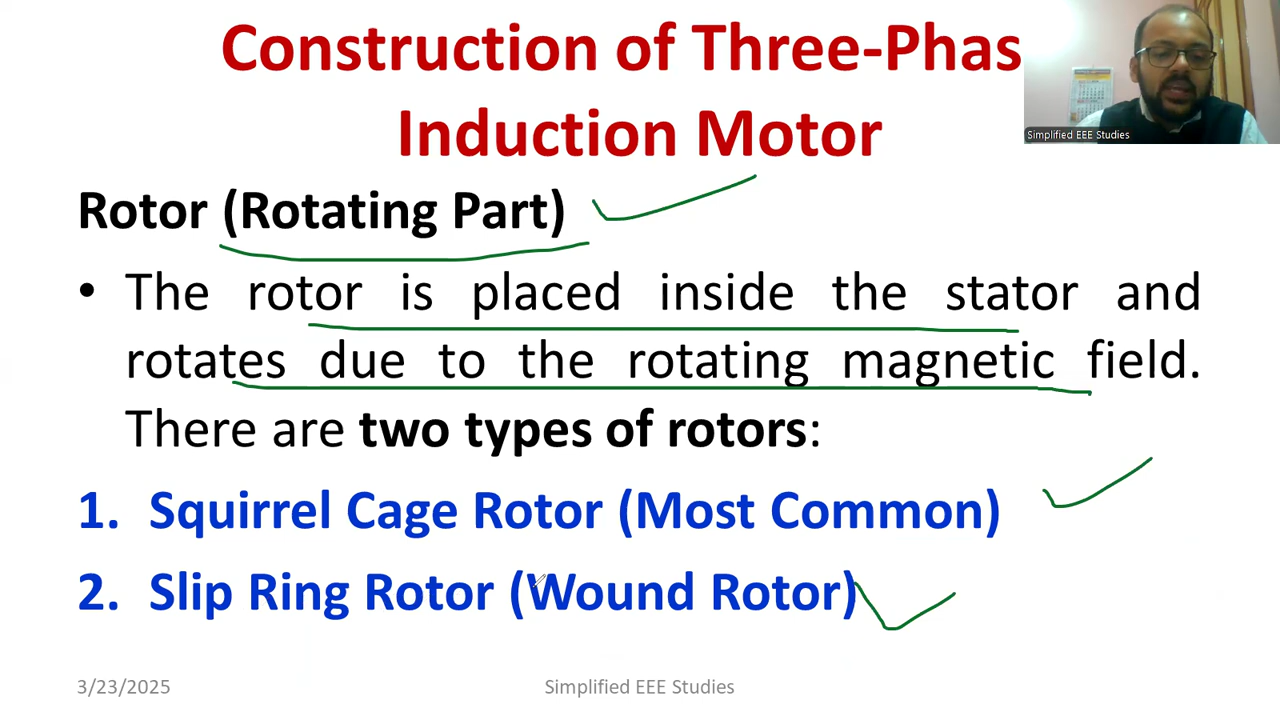 Construction of Three-Phas
Induction Motor
Simplified EEE Studies
Rotor (Rotating Part)
• The rotor is placed inside the stator and
rotates due to the rotating magnetic field.
There are two types of rotors:
1. Squirrel Cage Rotor (Most Common)
2. Slip Ring Rotor (Wound Rotor)
3/23/2025
Simplified EEE Studies